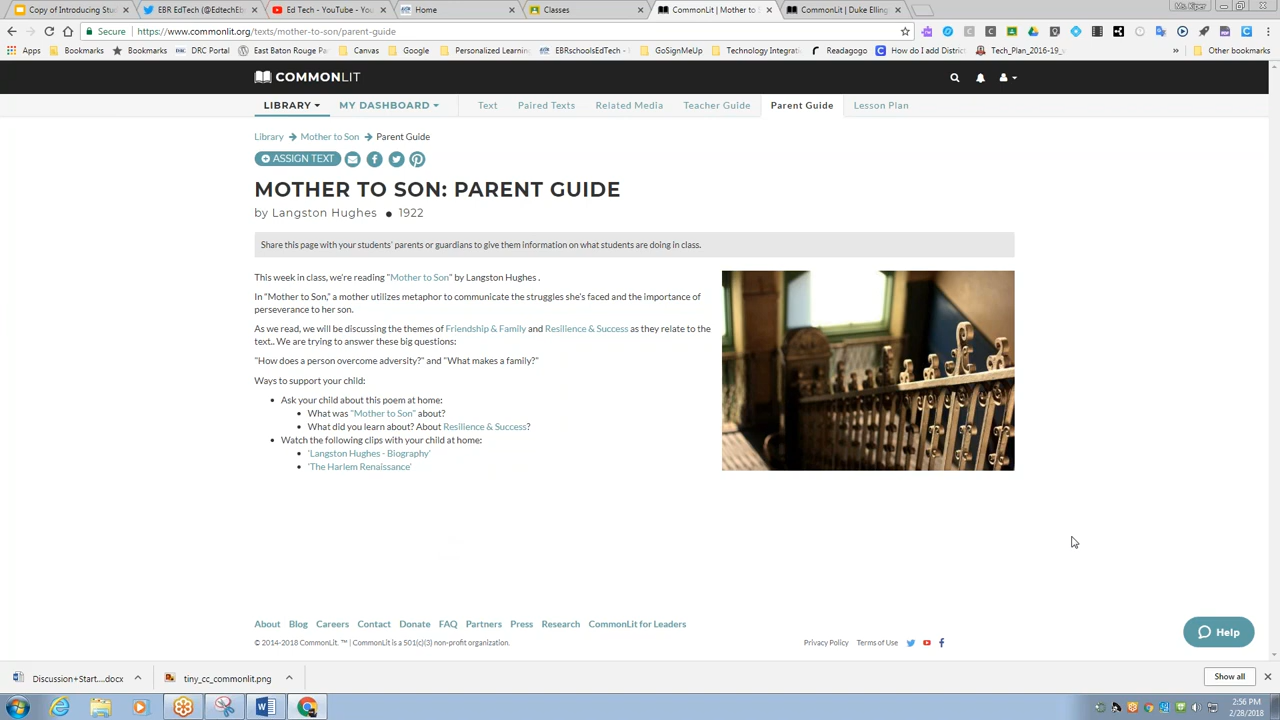 Copy of Introducing Stu
EBR EdTech (@EdtechEb
Ed Tech - YouTube - You
Home
Classes
CommonLit | Mother to S
CommonLit | Duke Elling
Ms. Kiper
Secure
https://www.commonlit.org/texts/mother-to-son/parent-guide
Apps
Bookmarks
Bookmarks
DRC Portal
East Baton Rouge Pa
Canvas
Google
Personalized Learnin
EBRschoolsEdTech - E
GoSignMeUp
Technology Integrati
Readagogo
How do I add District
Tech_Plan_2016-19_v
»
Other bookmarks
COMMONLIT
LIBRARY
MY DASHBOARD
Text
Paired Texts
Related Media
Teacher Guide
Parent Guide
Lesson Plan
Library → Mother to Son → Parent Guide
ASSIGN TEXT
MOTHER TO SON: PARENT GUIDE
by Langston Hughes ● 1922
Share this page with your students' parents or guardians to give them information on what students are doing in class.
This week in class, we're reading "Mother to Son" by Langston Hughes .
In "Mother to Son," a mother utilizes metaphor to communicate the struggles she's faced and the importance of
perseverance to her son.
As we read, we will be discussing the themes of Friendship & Family and Resilience & Success as they relate to the
text.. We are trying to answer these big questions:
"How does a person overcome adversity?" and "What makes a family?"
Ways to support your child:
• Ask your child about this poem at home:
• What was "Mother to Son" about?
• What did you learn about? About Resilience & Success?
• Watch the following clips with your child at home:
• 'Langston Hughes - Biography'
• 'The Harlem Renaissance'
About
Blog
Careers
Contact
Donate
FAQ
Partners
Press
Research
CommonLit for Leaders
© 2014-2018 CommonLit. ™ | CommonLit is a 501(c)(3) non-profit organization.
Privacy Policy
Terms of Use
Help
Discussion+Start....docx
tiny_cc_commonlit.png
Show all
2:56 PM
2/28/2018